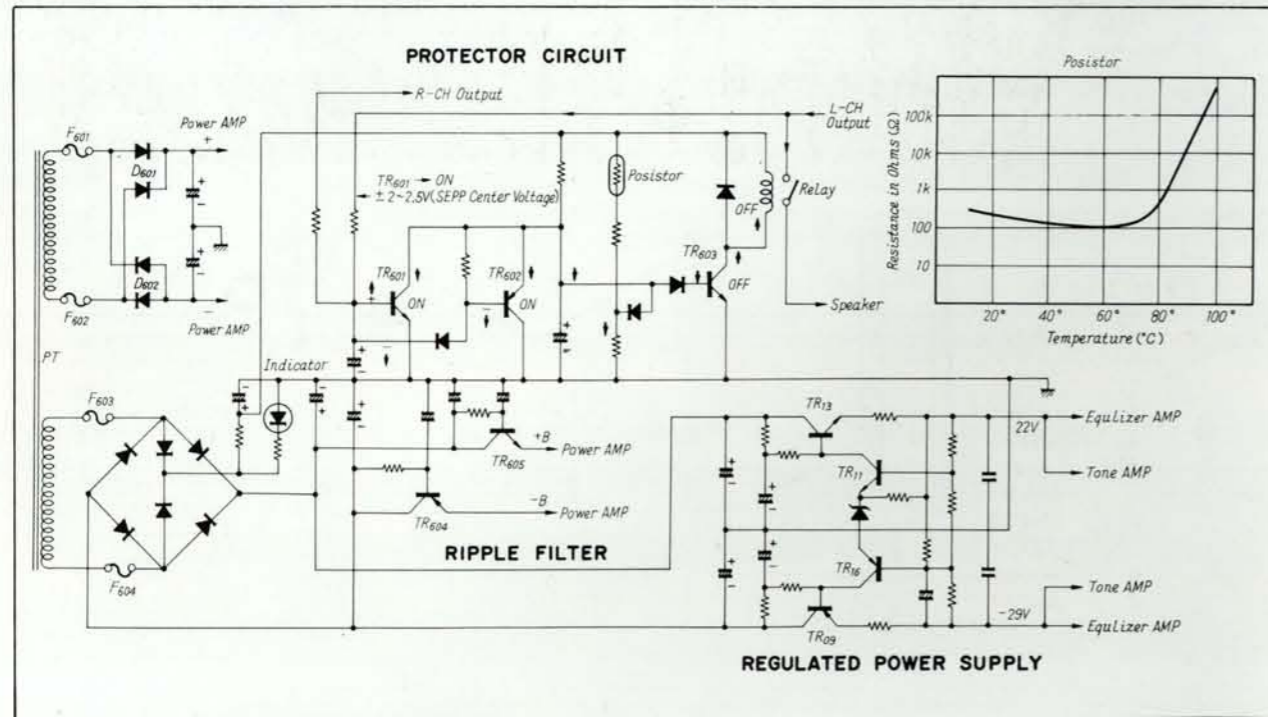 PROTECTOR CIRCUIT
R-CH Output
L-CH
Output
F601
Power AMP
+
D601
D602
F602
−
Power AMP
PT
TR601 → ON
± 2~2.5V (SEPP Center Voltage)
TR601
ON
TR602
ON
Posistor
OFF
TR603
OFF
Relay
Speaker
Posistor
Resistance in Ohms (Ω)
100k
10k
1k
100
10
20° 40° 60° 80° 100°
Temperature (°C)
Indicator
F603
F604
+B
Power AMP
TR605
−B
Power AMP
TR604
RIPPLE FILTER
TR13
22V
Equlizer AMP
Tone AMP
TR11
TR16
Tone AMP
−29V
Equlizer AMP
TR09
REGULATED POWER SUPPLY